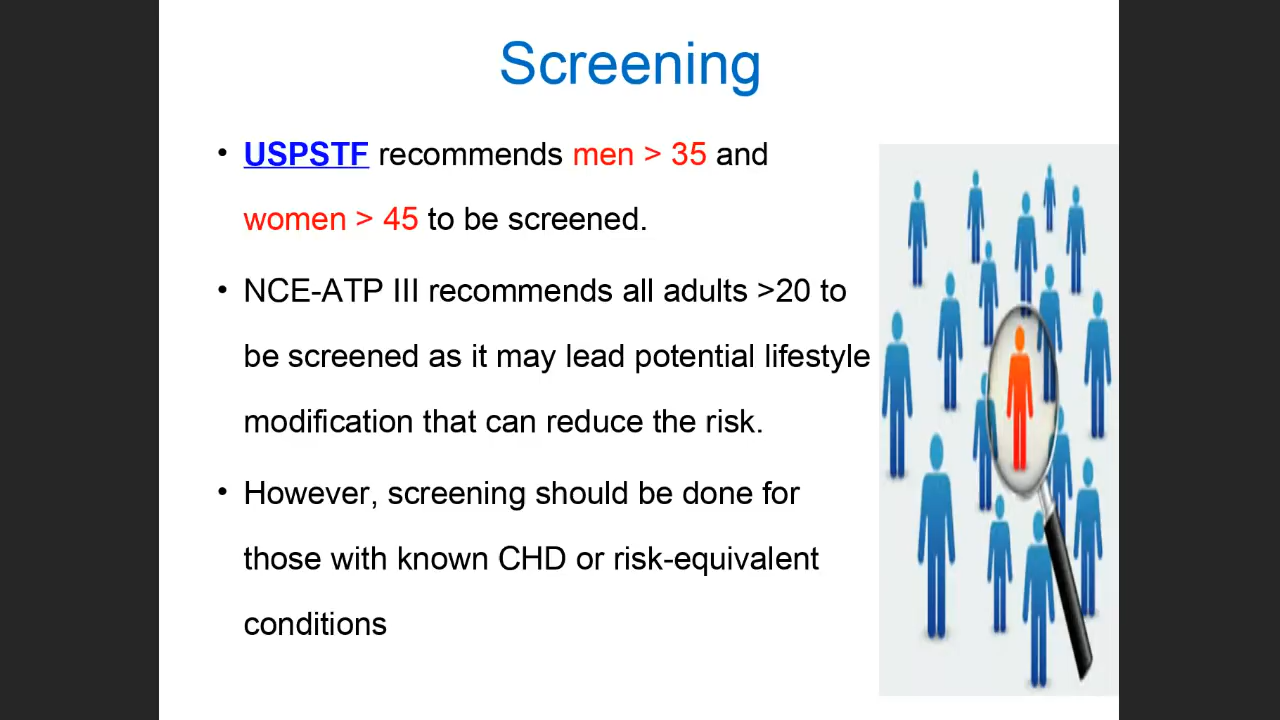 Screening
• USPSTF recommends men > 35 and
women > 45 to be screened.
• NCE-ATP III recommends all adults >20 to
be screened as it may lead potential lifestyle
modification that can reduce the risk.
• However, screening should be done for
those with known CHD or risk-equivalent
conditions